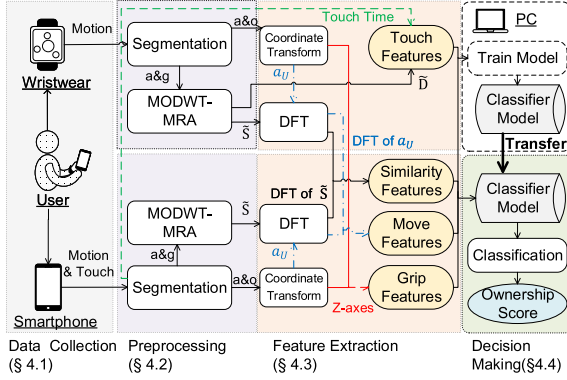 Motion
Wristwear
User
Motion
& Touch
Smartphone
Data Collection
(§ 4.1)
Touch Time
a&o
Segmentation
a&g
MODWT-
MRA
S̃
D̃
MODWT-
MRA
S̃
a&g
Segmentation
a&o
Preprocessing
(§ 4.2)
Coordinate
Transform
a_U
DFT
DFT of a_U
DFT of S̃
DFT
a_U
Coordinate
Transform
Z-axes
Touch
Features
Similarity
Features
Move
Features
Grip
Features
Feature Extraction
(§ 4.3)
PC
Train Model
Classifier
Model
Transfer
Classifier
Model
Classification
Ownership
Score
Decision
Making(§4.4)